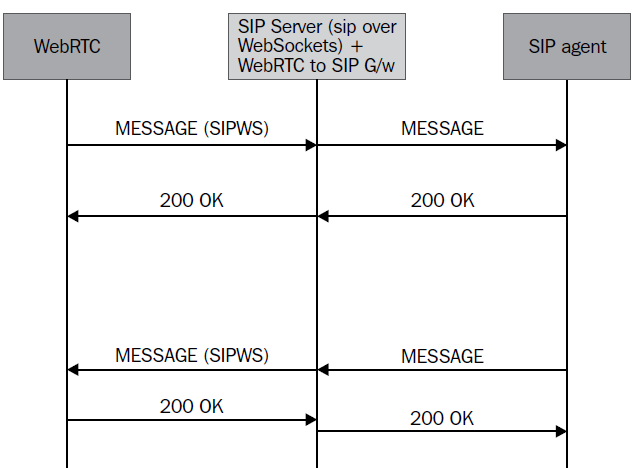 WebRTC
SIP Server (sip over
WebSockets) +
WebRTC to SIP G/w
SIP agent
MESSAGE (SIPWS)
MESSAGE
200 OK
200 OK
MESSAGE (SIPWS)
MESSAGE
200 OK
200 OK